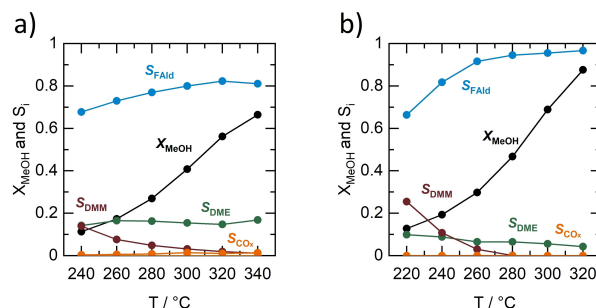 a)
X_MeOH and S_i
1
0.8
0.6
0.4
0.2
0
S_FAld
X_MeOH
S_DMM
S_DME
S_COx
240 260 280 300 320 340
T / °C
b)
X_MeOH and S_i
1
0.8
0.6
0.4
0.2
0
S_FAld
X_MeOH
S_DMM
S_DME
S_COx
220 240 260 280 300 320
T / °C